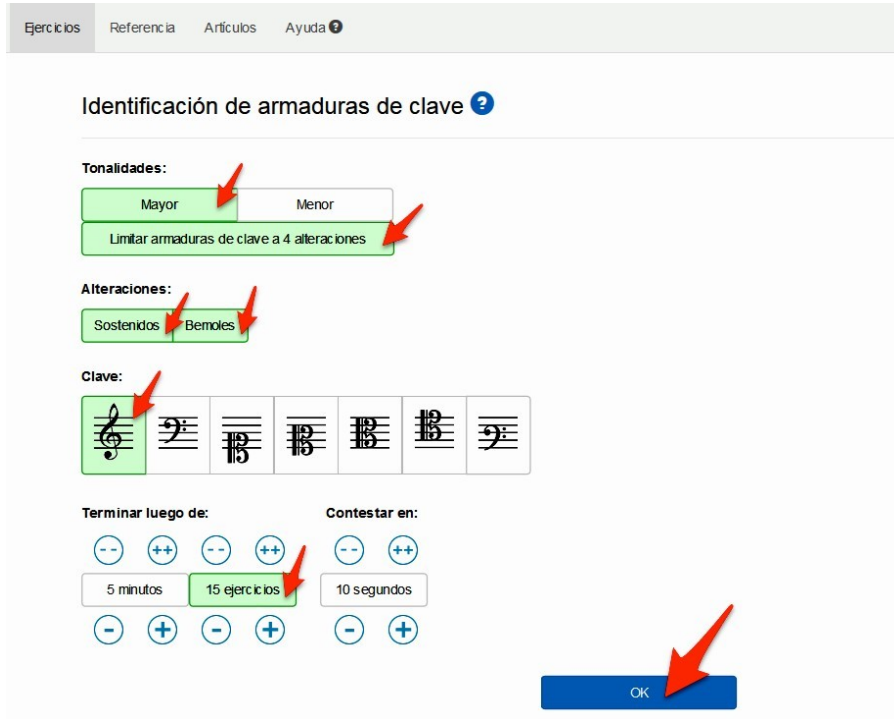 Ejercicios Referencia Artículos Ayuda
Identificación de armaduras de clave
Tonalidades:
Mayor Menor
Limitar armaduras de clave a 4 alteraciones
Alteraciones:
Sostenidos Bemoles
Clave:
Terminar luego de: Contestar en:
-- ++ -- ++ -- ++
5 minutos 15 ejercicios 10 segundos
- + - + - +
OK